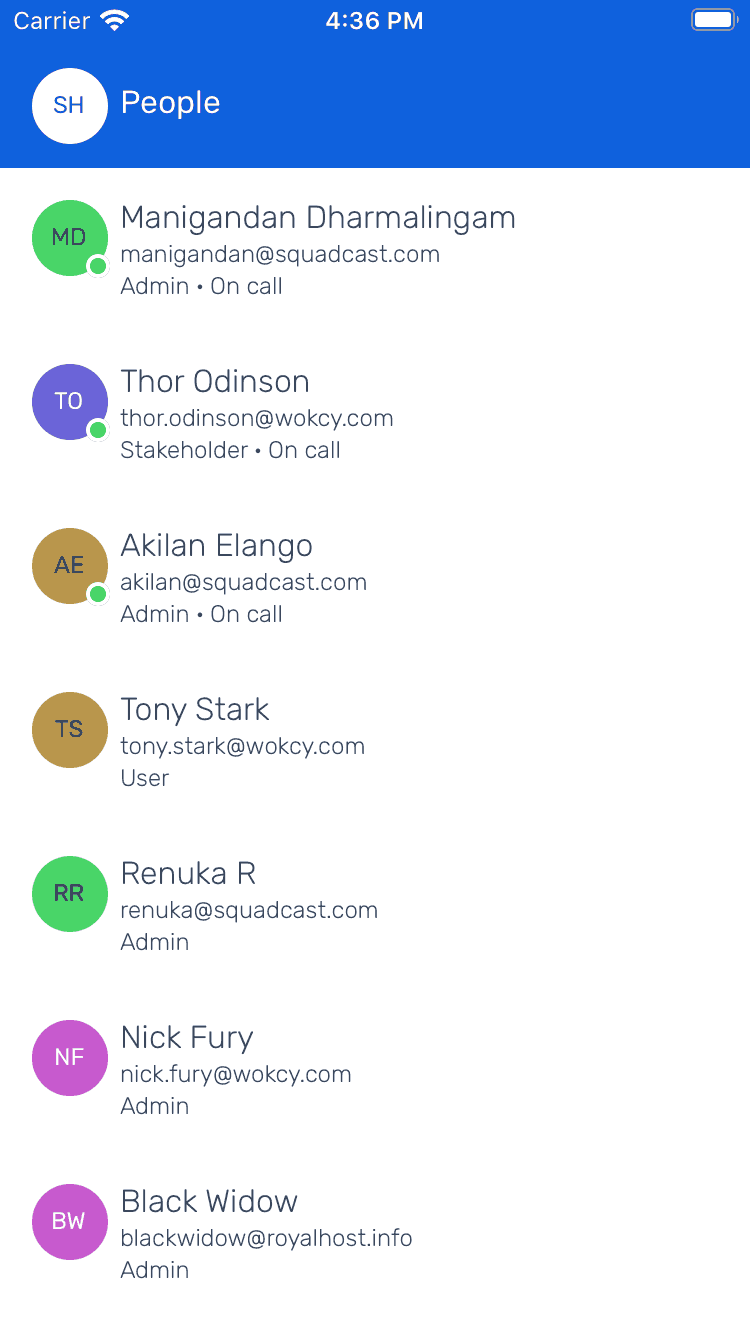 Carrier 4:36 PM
SH People
MD Manigandan Dharmalingam
manigandan@squadcast.com
Admin • On call
TO Thor Odinson
thor.odinson@wokcy.com
Stakeholder • On call
AE Akilan Elango
akilan@squadcast.com
Admin • On call
TS Tony Stark
tony.stark@wokcy.com
User
RR Renuka R
renuka@squadcast.com
Admin
NF Nick Fury
nick.fury@wokcy.com
Admin
BW Black Widow
blackwidow@royalhost.info
Admin